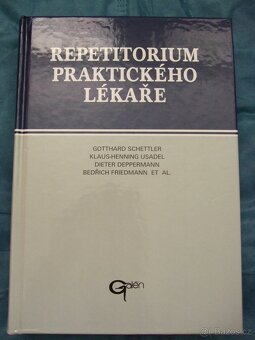 REPETITORIUM
PRAKTICKÉHO
LÉKAŘE
GOTTHARD SCHETTLER
KLAUS-HENNING USADEL
DIETER DEPPERMANN
BEDŘICH FRIEDMANN ET AL.
Galén